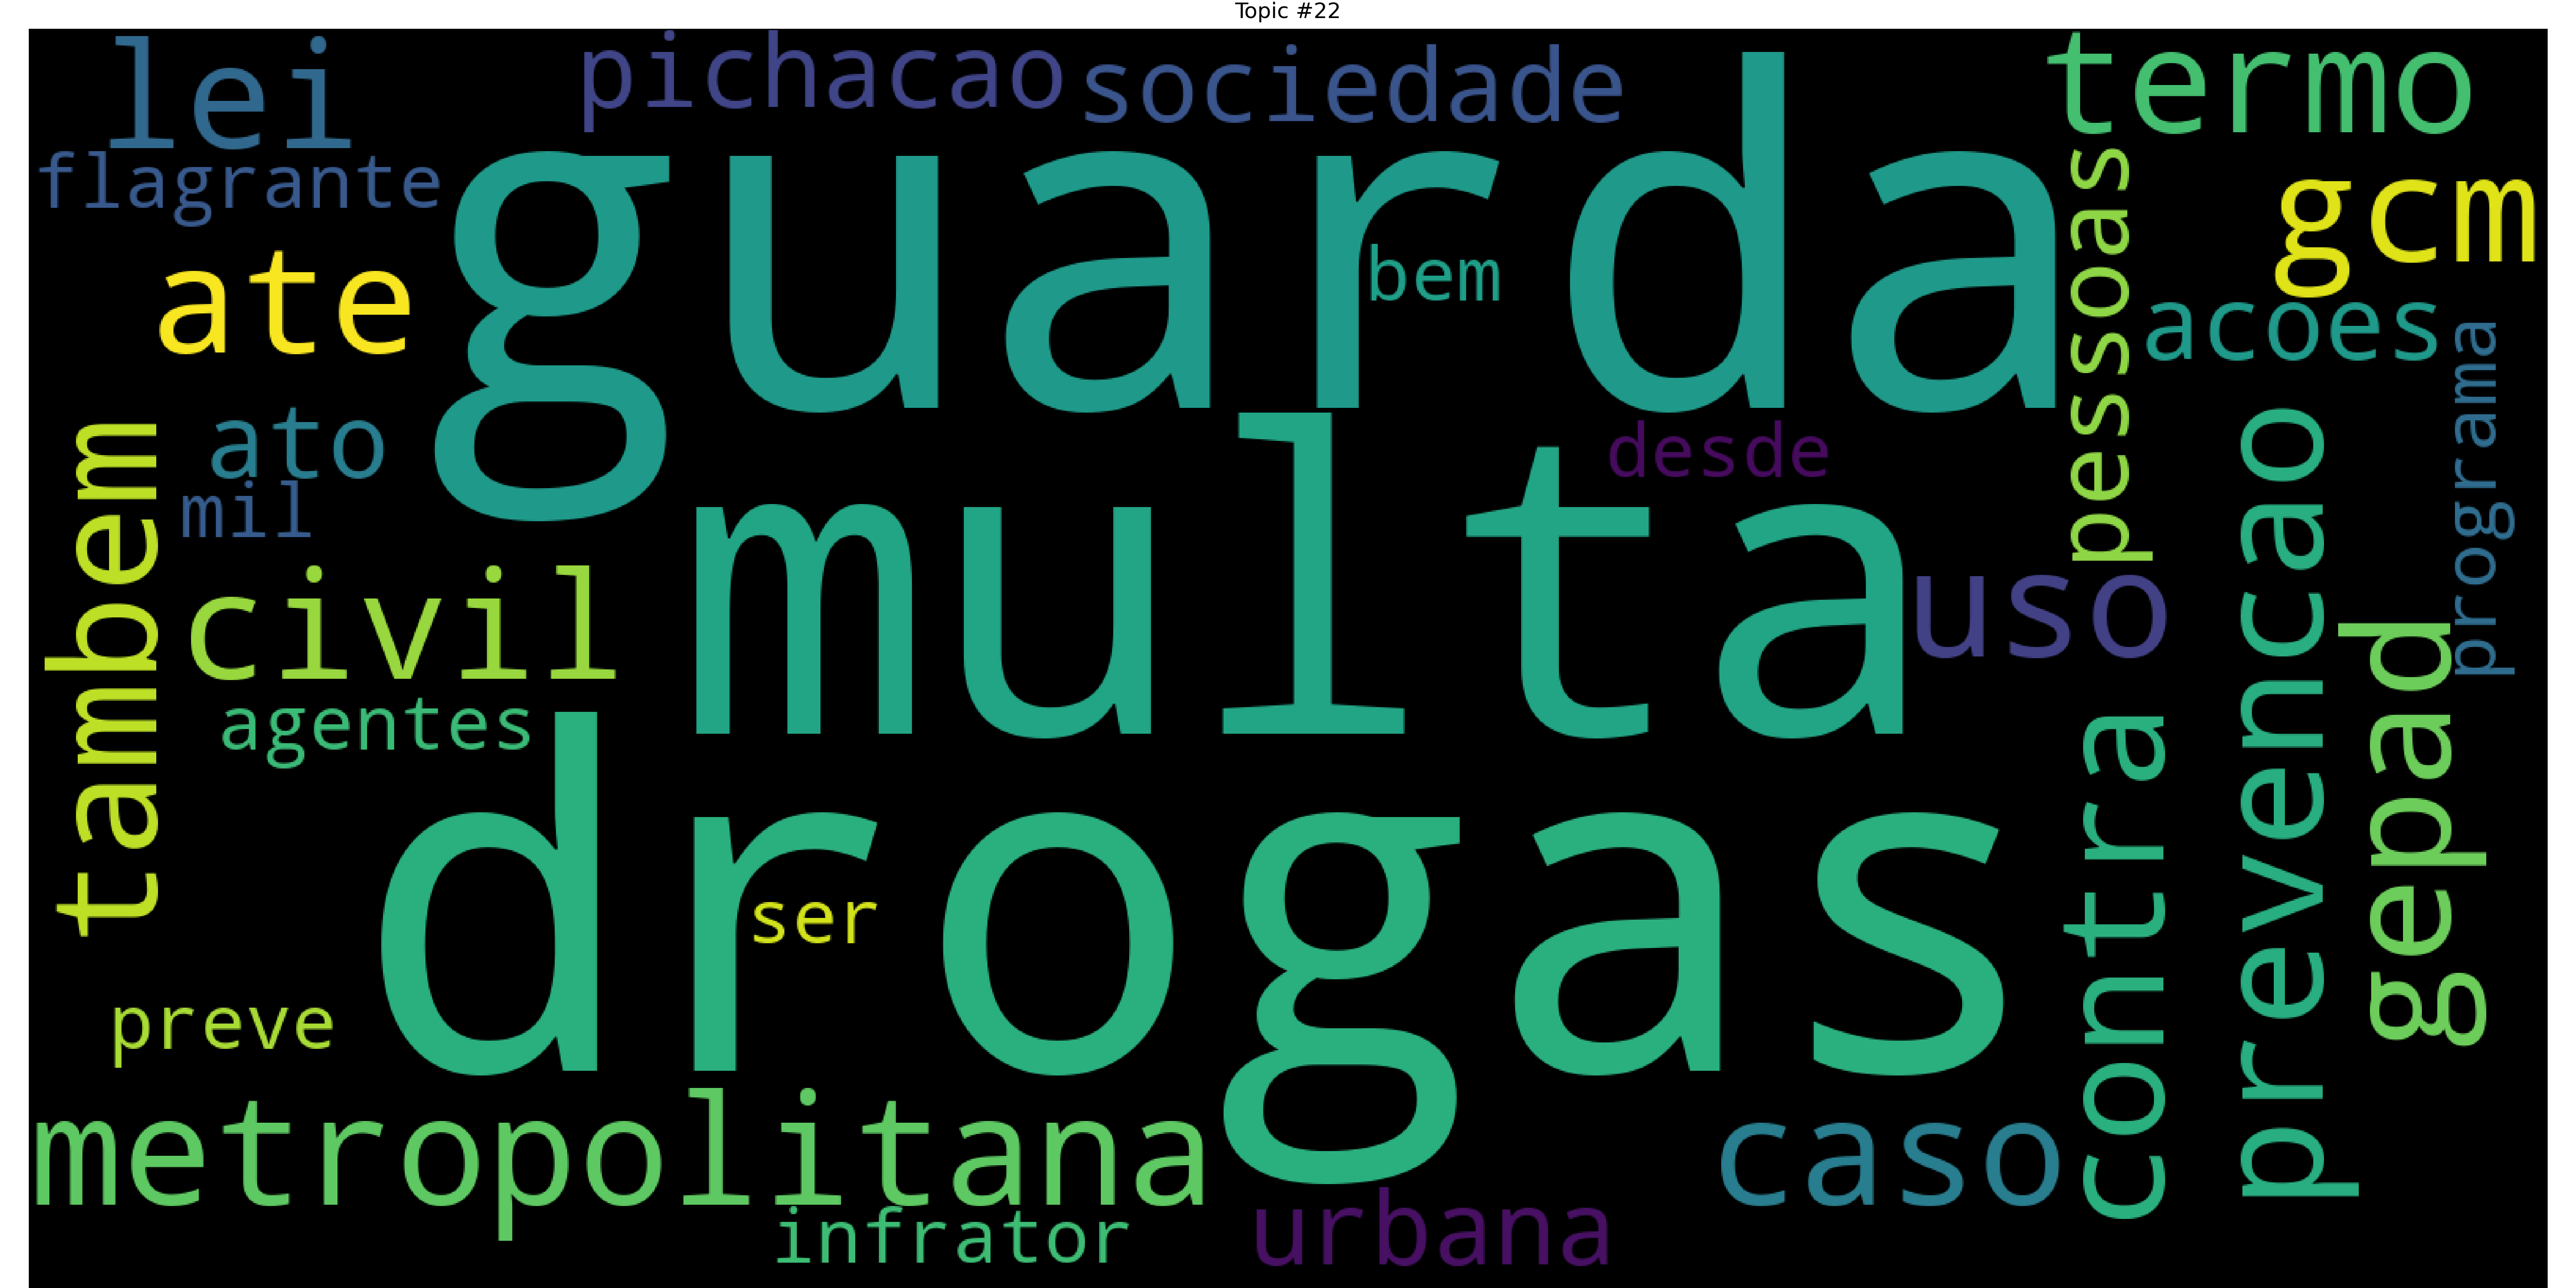 Topic #22
lei
pichacao
sociedade
termo
flagrante
guarda
pessoas
gcm
ate
bem
acoes
programa
ato
mil
desde
tambem
civil
multa
uso
prevencao
agentes
contra
gepad
drogas
ser
preve
metropolitana
caso
infrator
urbana